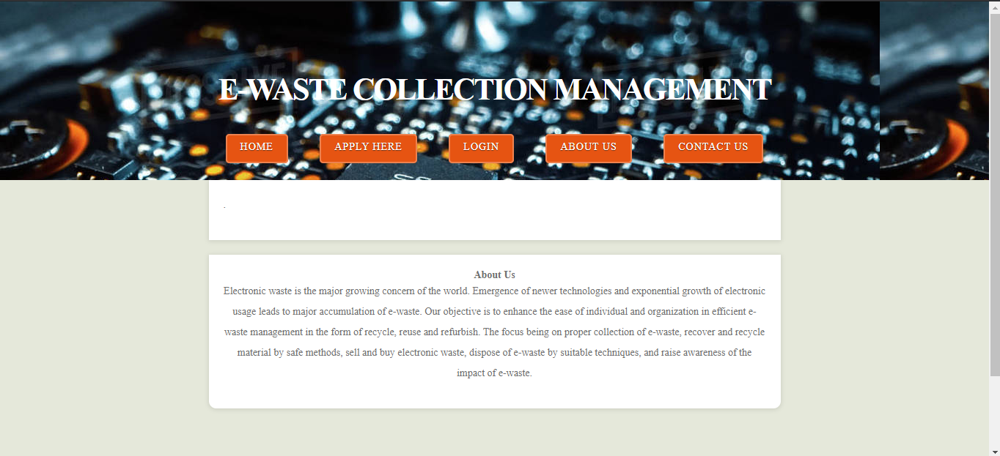 E-WASTE COLLECTION MANAGEMENT
HOME APPLY HERE LOGIN ABOUT US CONTACT US
.
About Us
Electronic waste is the major growing concern of the world. Emergence of newer technologies and exponential growth of electronic
usage leads to major accumulation of e-waste. Our objective is to enhance the ease of individual and organization in efficient e-
waste management in the form of recycle, reuse and refurbish. The focus being on proper collection of e-waste, recover and recycle
material by safe methods, sell and buy electronic waste, dispose of e-waste by suitable techniques, and raise awareness of the
impact of e-waste.